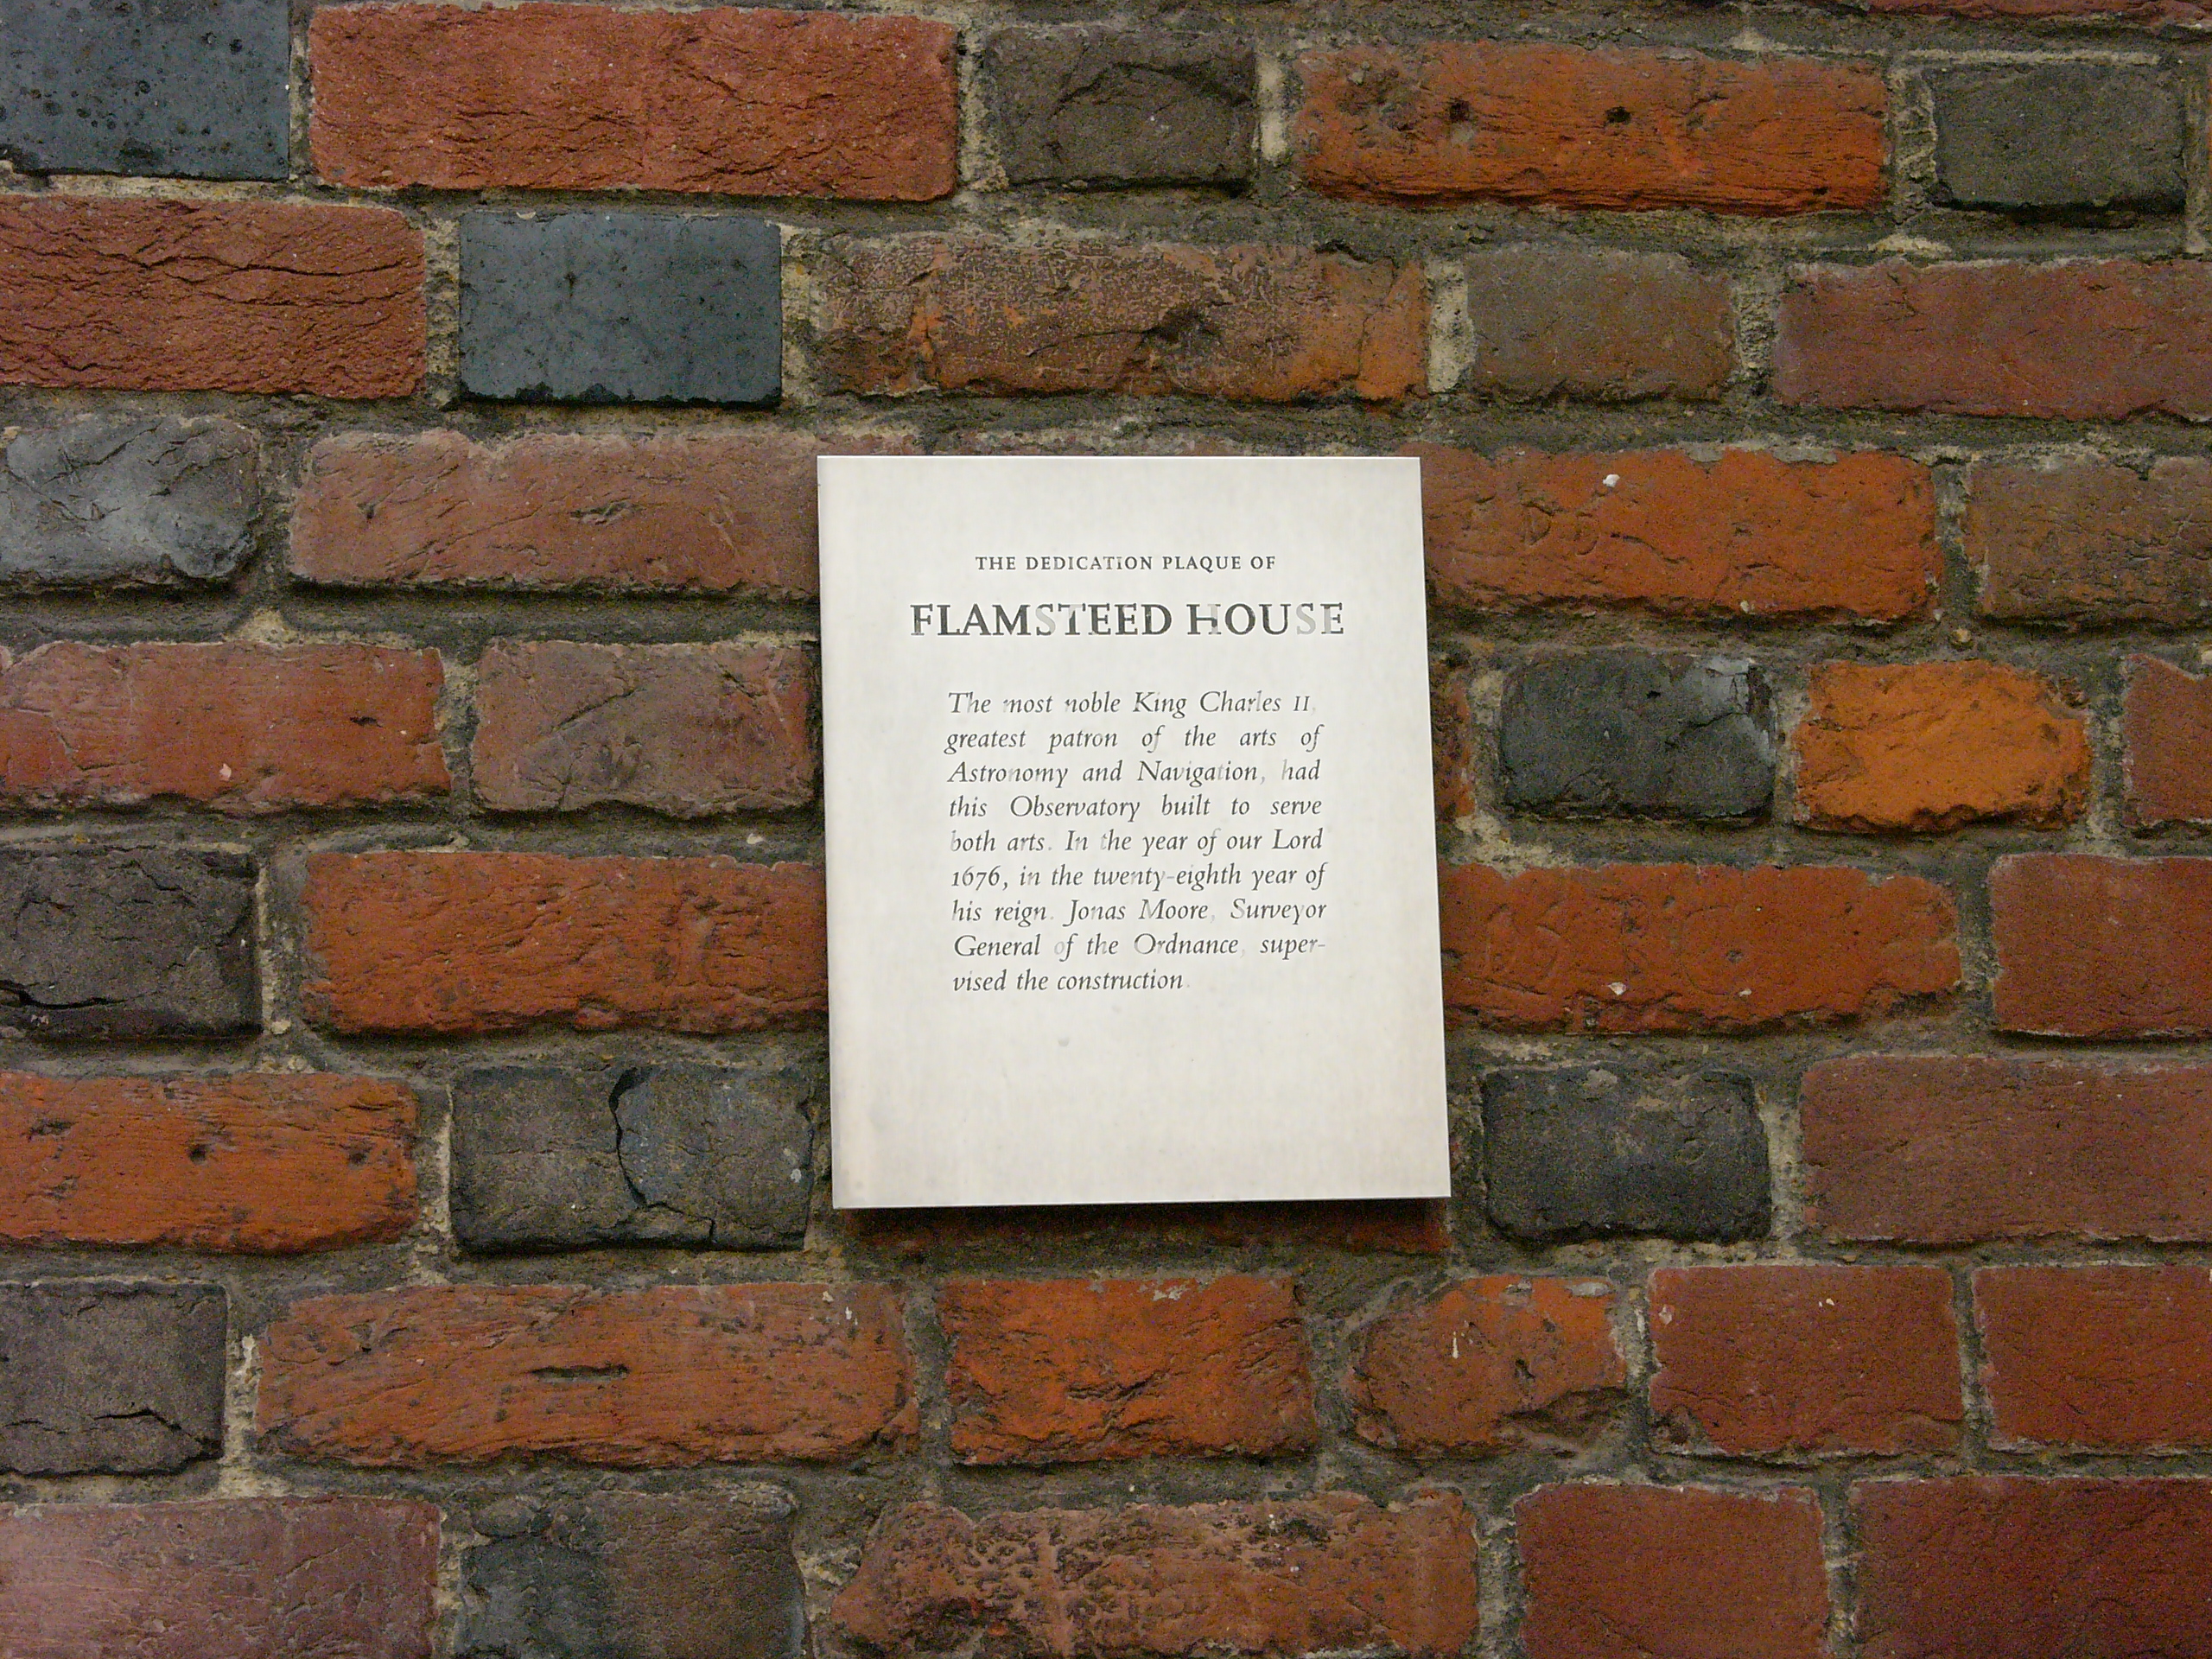 THE DEDICATION PLAQUE OF
FLAMSTEED HOUSE
The most noble King Charles II,
greatest patron of the arts of
Astronomy and Navigation, had
this Observatory built to serve
both arts. In the year of our Lord
1676, in the twenty-eighth year of
his reign. Jonas Moore, Surveyor
General of the Ordnance, super-
vised the construction.